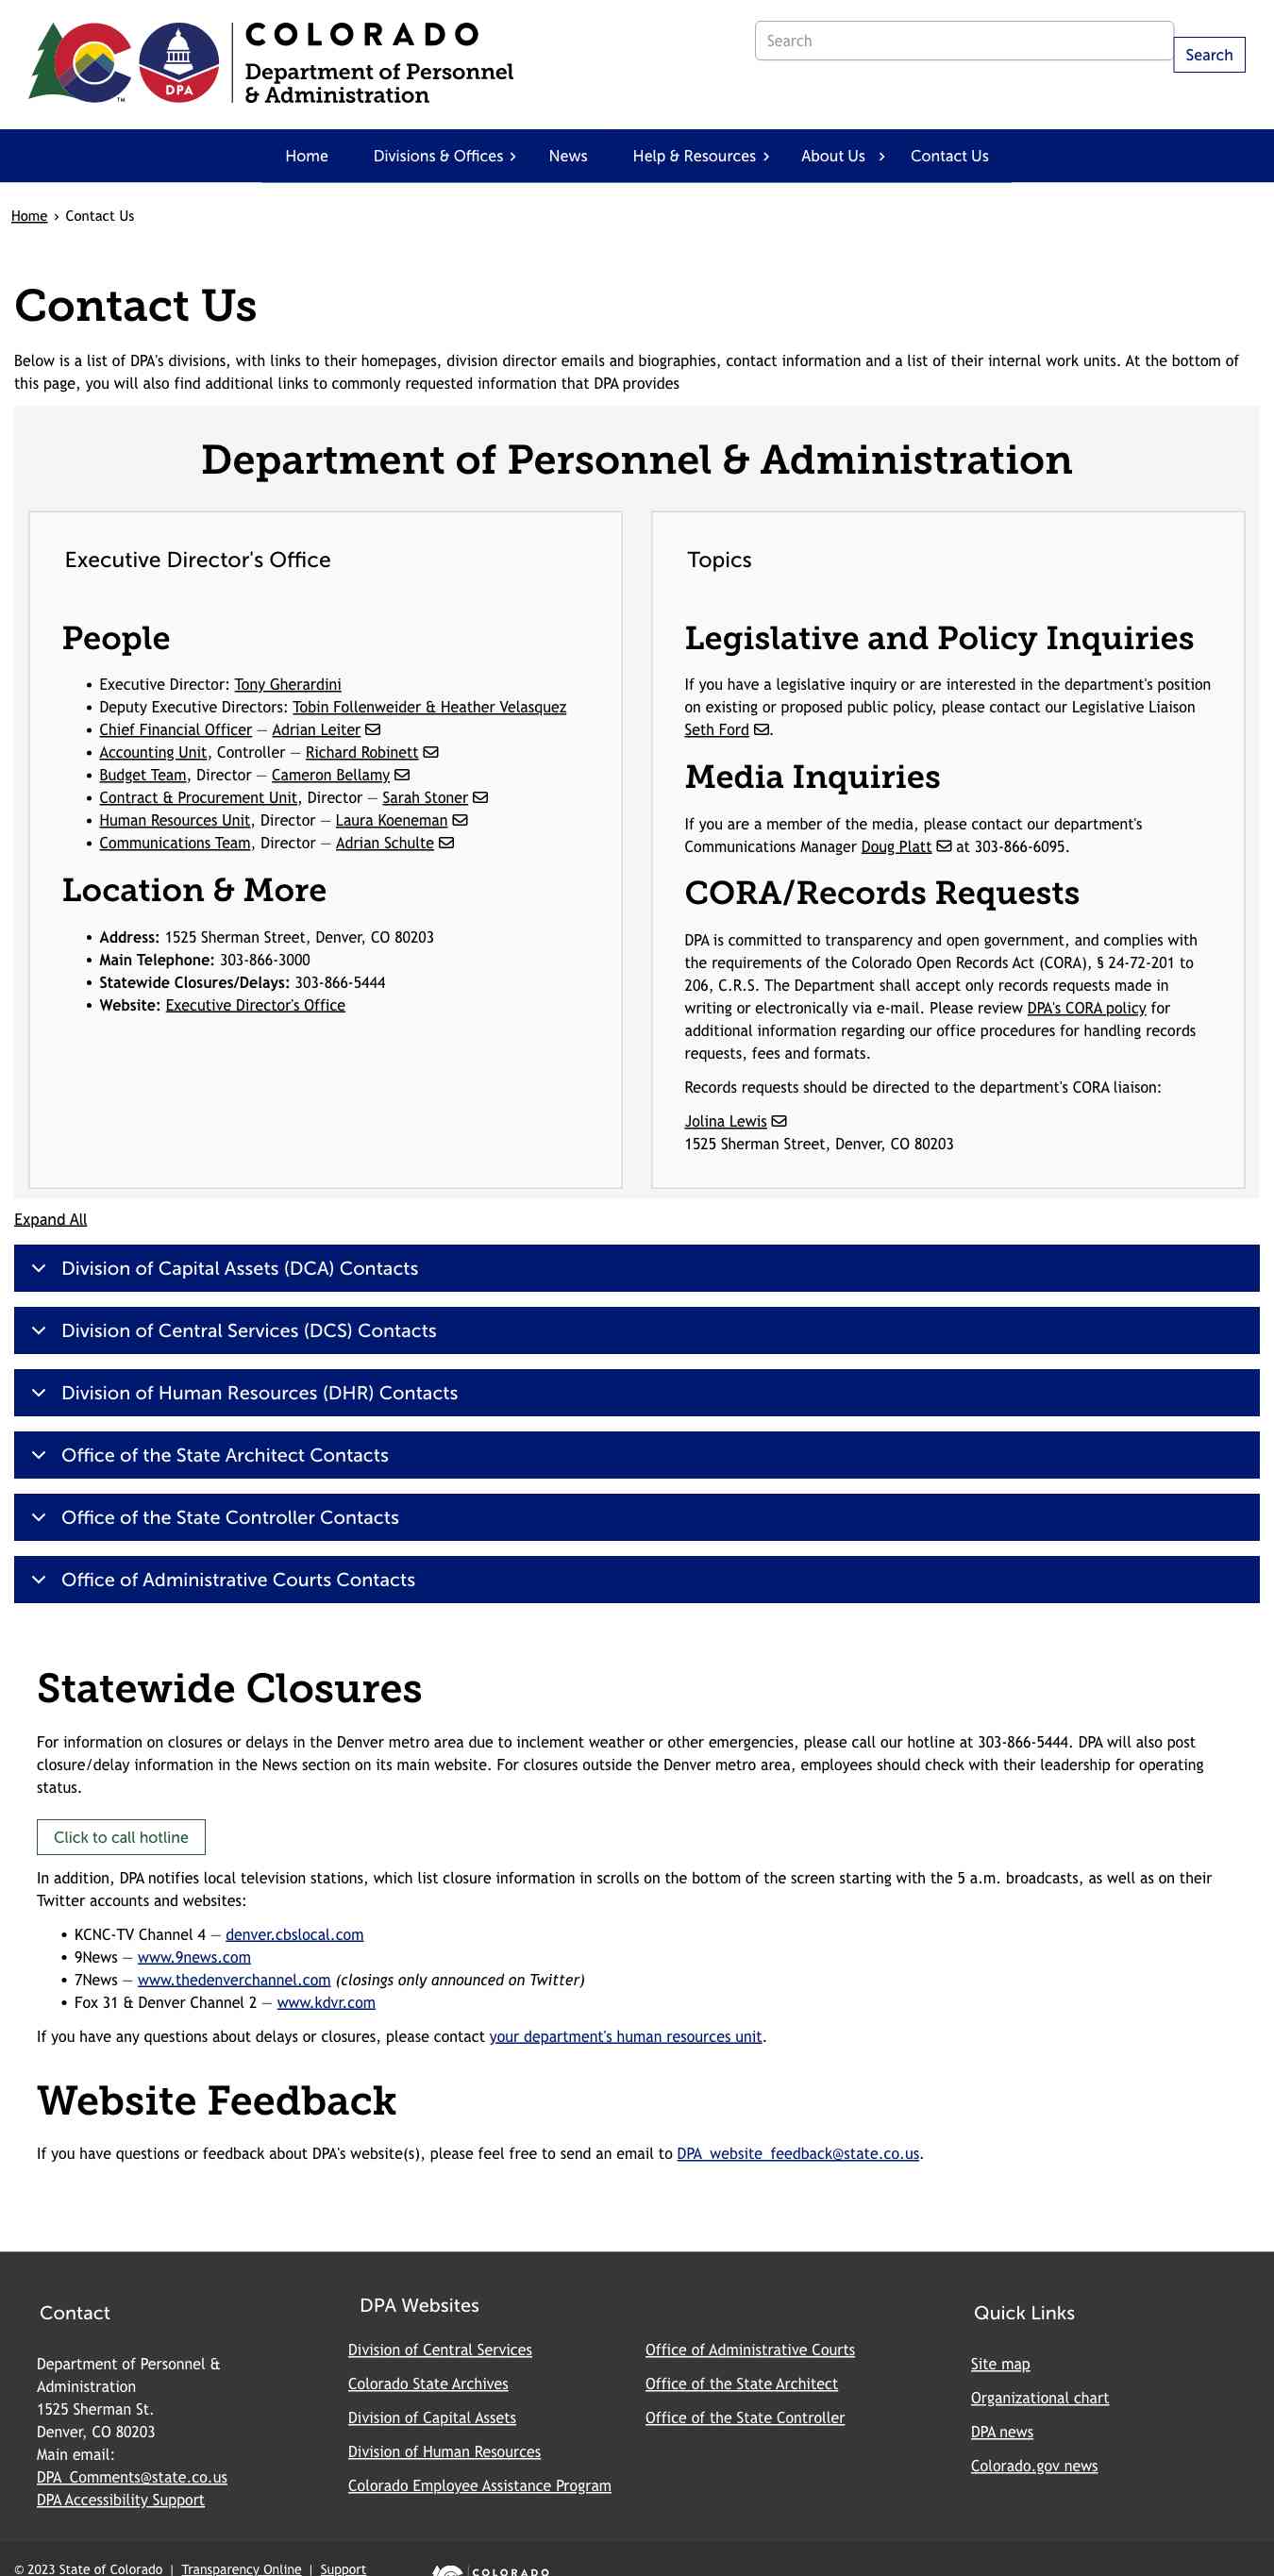 COLORADO
Department of Personnel
& Administration
DPA
TM
Search
Search
Home
Divisions & Offices
News
Help & Resources
About Us
Contact Us
Home › Contact Us
Contact Us
Below is a list of DPA's divisions, with links to their homepages, division director emails and biographies, contact information and a list of their internal work units. At the bottom of
this page, you will also find additional links to commonly requested information that DPA provides
Department of Personnel & Administration
Executive Director's Office
People
• Executive Director: Tony Gherardini
• Deputy Executive Directors: Tobin Follenweider & Heather Velasquez
• Chief Financial Officer — Adrian Leiter
• Accounting Unit, Controller — Richard Robinett
• Budget Team, Director — Cameron Bellamy
• Contract & Procurement Unit, Director — Sarah Stoner
• Human Resources Unit, Director — Laura Koeneman
• Communications Team, Director — Adrian Schulte
Location & More
• Address: 1525 Sherman Street, Denver, CO 80203
• Main Telephone: 303-866-3000
• Statewide Closures/Delays: 303-866-5444
• Website: Executive Director's Office
Topics
Legislative and Policy Inquiries
If you have a legislative inquiry or are interested in the department's position
on existing or proposed public policy, please contact our Legislative Liaison
Seth Ford.
Media Inquiries
If you are a member of the media, please contact our department's
Communications Manager Doug Platt at 303-866-6095.
CORA/Records Requests
DPA is committed to transparency and open government, and complies with
the requirements of the Colorado Open Records Act (CORA), § 24-72-201 to
206, C.R.S. The Department shall accept only records requests made in
writing or electronically via e-mail. Please review DPA's CORA policy for
additional information regarding our office procedures for handling records
requests, fees and formats.
Records requests should be directed to the department's CORA liaison:
Jolina Lewis
1525 Sherman Street, Denver, CO 80203
Expand All
Division of Capital Assets (DCA) Contacts
Division of Central Services (DCS) Contacts
Division of Human Resources (DHR) Contacts
Office of the State Architect Contacts
Office of the State Controller Contacts
Office of Administrative Courts Contacts
Statewide Closures
For information on closures or delays in the Denver metro area due to inclement weather or other emergencies, please call our hotline at 303-866-5444. DPA will also post
closure/delay information in the News section on its main website. For closures outside the Denver metro area, employees should check with their leadership for operating
status.
Click to call hotline
In addition, DPA notifies local television stations, which list closure information in scrolls on the bottom of the screen starting with the 5 a.m. broadcasts, as well as on their
Twitter accounts and websites:
• KCNC-TV Channel 4 — denver.cbslocal.com
• 9News — www.9news.com
• 7News — www.thedenverchannel.com (closings only announced on Twitter)
• Fox 31 & Denver Channel 2 — www.kdvr.com
If you have any questions about delays or closures, please contact your department's human resources unit.
Website Feedback
If you have questions or feedback about DPA's website(s), please feel free to send an email to DPA_website_feedback@state.co.us.
Contact
Department of Personnel &
Administration
1525 Sherman St.
Denver, CO 80203
Main email:
DPA_Comments@state.co.us
DPA Accessibility Support
DPA Websites
Division of Central Services
Colorado State Archives
Division of Capital Assets
Division of Human Resources
Colorado Employee Assistance Program
Office of Administrative Courts
Office of the State Architect
Office of the State Controller
Quick Links
Site map
Organizational chart
DPA news
Colorado.gov news
© 2023 State of Colorado | Transparency Online | Support
COLORADO